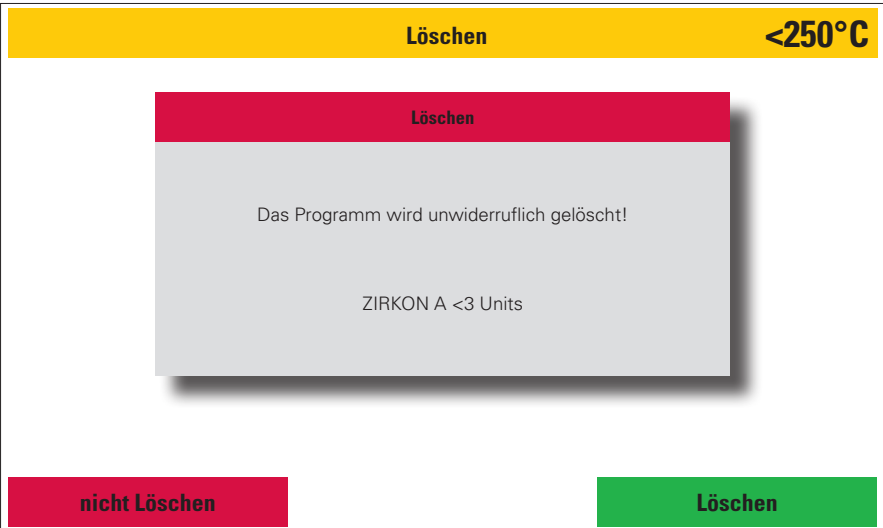 Löschen
<250°C
Löschen
Das Programm wird unwiderruflich gelöscht!
ZIRKON A <3 Units
nicht Löschen
Löschen